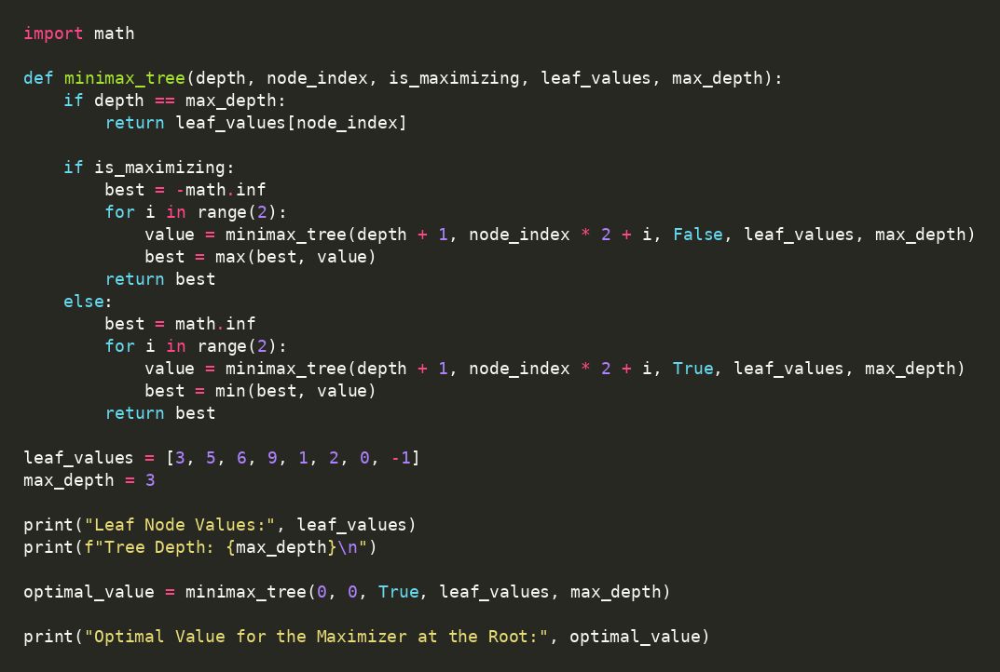 import math

def minimax_tree(depth, node_index, is_maximizing, leaf_values, max_depth):
    if depth == max_depth:
        return leaf_values[node_index]

    if is_maximizing:
        best = -math.inf
        for i in range(2):
            value = minimax_tree(depth + 1, node_index * 2 + i, False, leaf_values, max_depth)
            best = max(best, value)
        return best
    else:
        best = math.inf
        for i in range(2):
            value = minimax_tree(depth + 1, node_index * 2 + i, True, leaf_values, max_depth)
            best = min(best, value)
        return best

leaf_values = [3, 5, 6, 9, 1, 2, 0, -1]
max_depth = 3

print("Leaf Node Values:", leaf_values)
print(f"Tree Depth: {max_depth}\n")

optimal_value = minimax_tree(0, 0, True, leaf_values, max_depth)

print("Optimal Value for the Maximizer at the Root:", optimal_value)